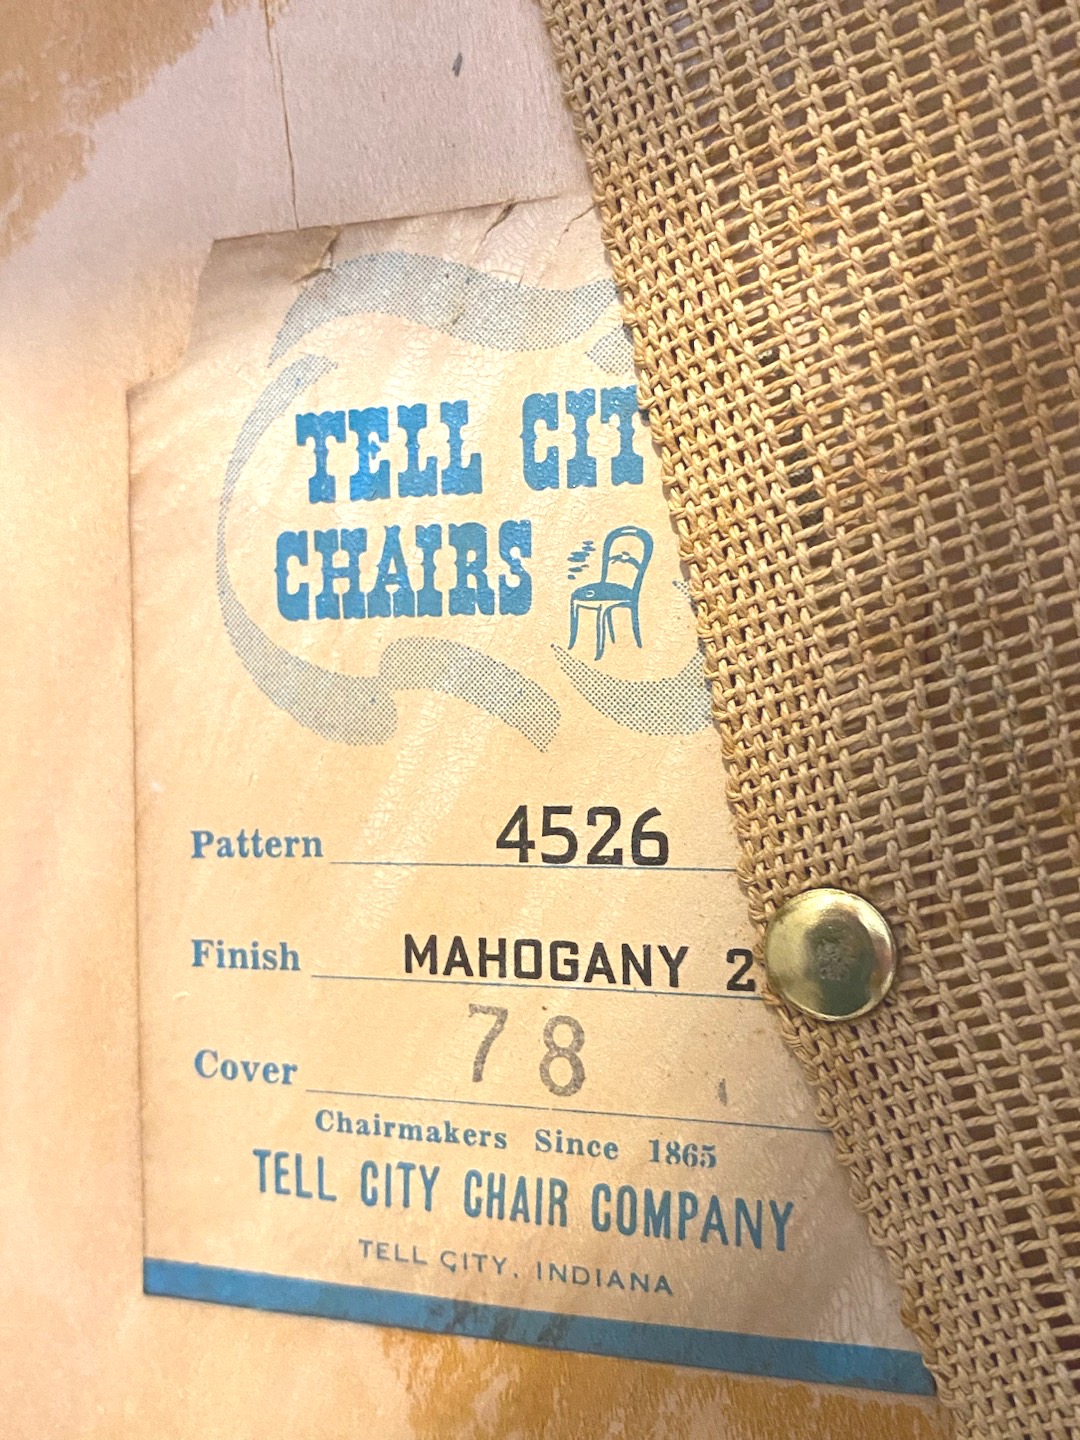 TELL CIT
CHAIRS
Pattern 4526
Finish MAHOGANY 2
Cover 78
Chairmakers Since 1865
TELL CITY CHAIR COMPANY
TELL CITY, INDIANA